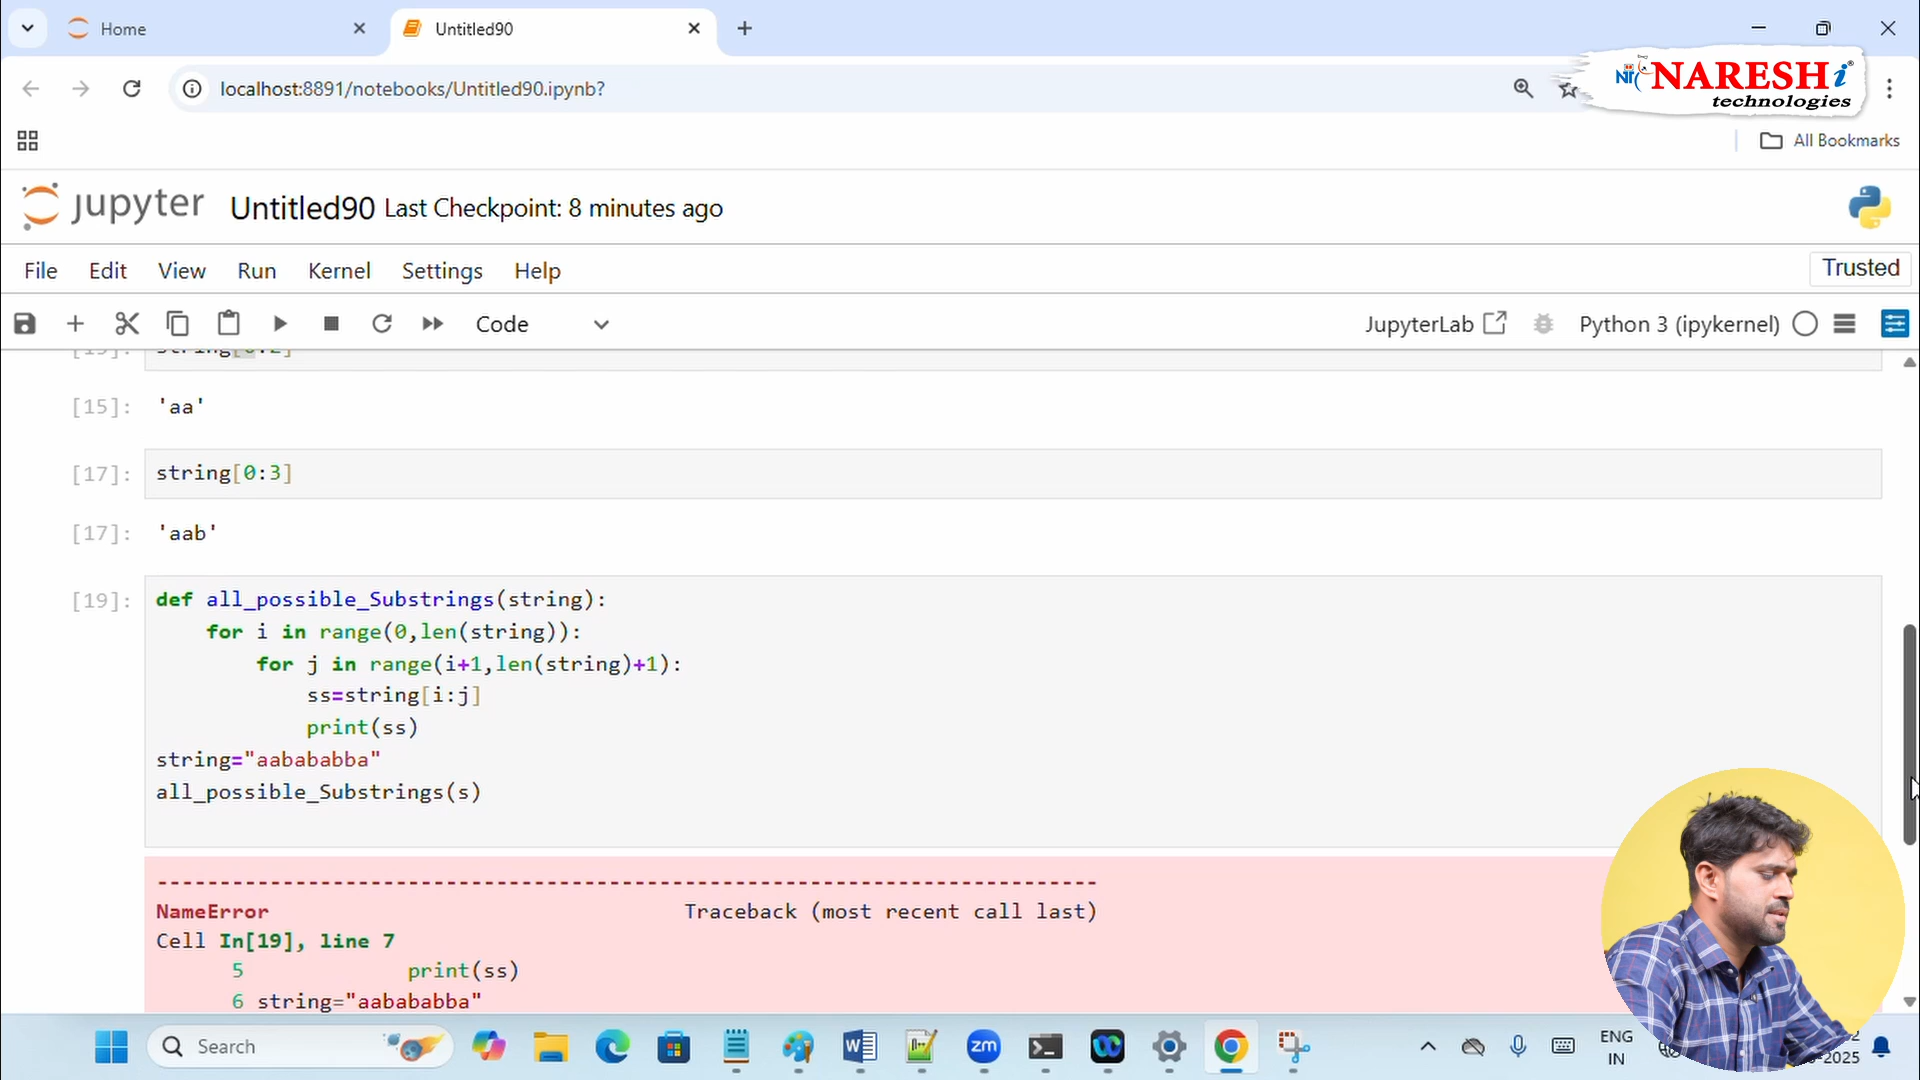 Home
Untitled90
localhost:8891/notebooks/Untitled90.ipynb?
NARESHi
technologies
All Bookmarks
jupyter
Untitled90 Last Checkpoint: 8 minutes ago
File Edit View Run Kernel Settings Help
Trusted
Code
JupyterLab
Python 3 (ipykernel)
[15]: 'aa'
[17]: string[0:3]
[17]: 'aab'
[19]: def all_possible_Substrings(string):
for i in range(0,len(string)):
for j in range(i+1,len(string)+1):
ss=string[i:j]
print(ss)
string="aabababba"
all_possible_Substrings(s)
---------------------------------------------------------------------------
NameError Traceback (most recent call last)
Cell In[19], line 7
5 print(ss)
6 string="aabababba"
Search
zm
ENG
IN
-2025